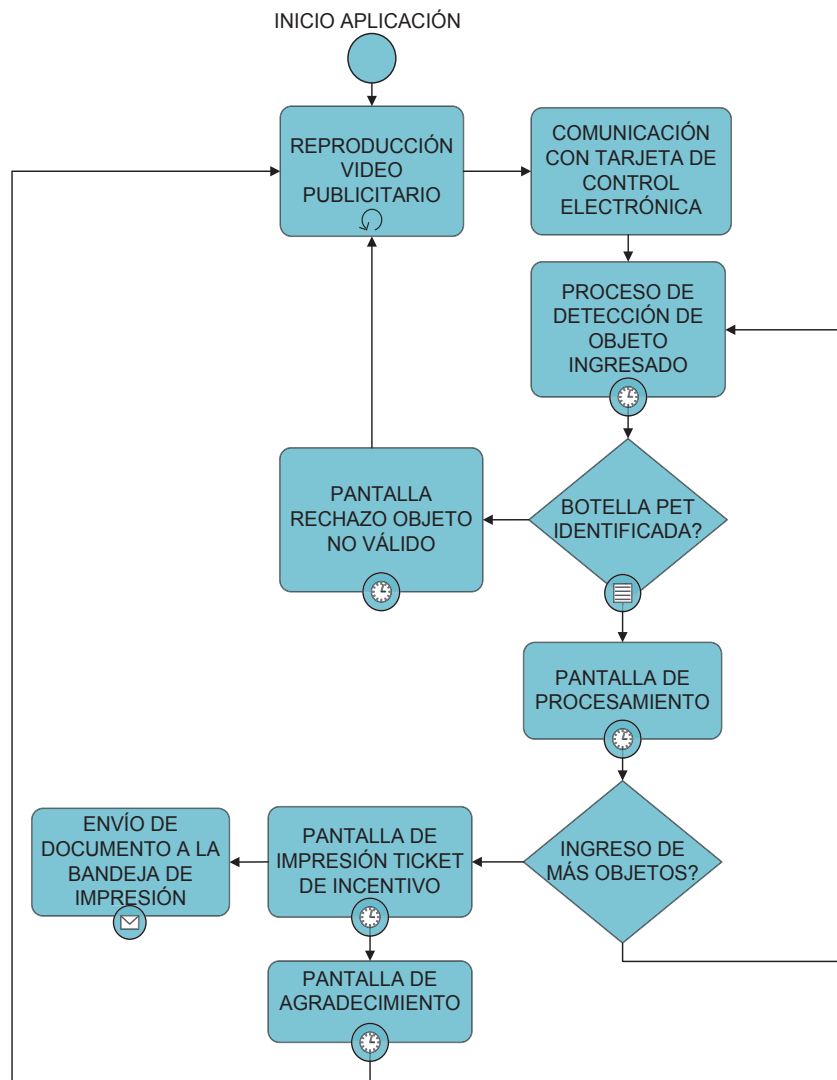 INICIO APLICACIÓN
REPRODUCCIÓN
VIDEO
PUBLICITARIO
COMUNICACIÓN
CON TARJETA DE
CONTROL
ELECTRÓNICA
PROCESO DE
DETECCIÓN DE
OBJETO
INGRESADO
BOTELLA PET
IDENTIFICADA?
PANTALLA
RECHAZO OBJETO
NO VÁLIDO
PANTALLA DE
PROCESAMIENTO
INGRESO DE
MÁS OBJETOS?
PANTALLA DE
IMPRESIÓN TICKET
DE INCENTIVO
ENVÍO DE
DOCUMENTO A LA
BANDEJA DE
IMPRESIÓN
PANTALLA DE
AGRADECIMIENTO